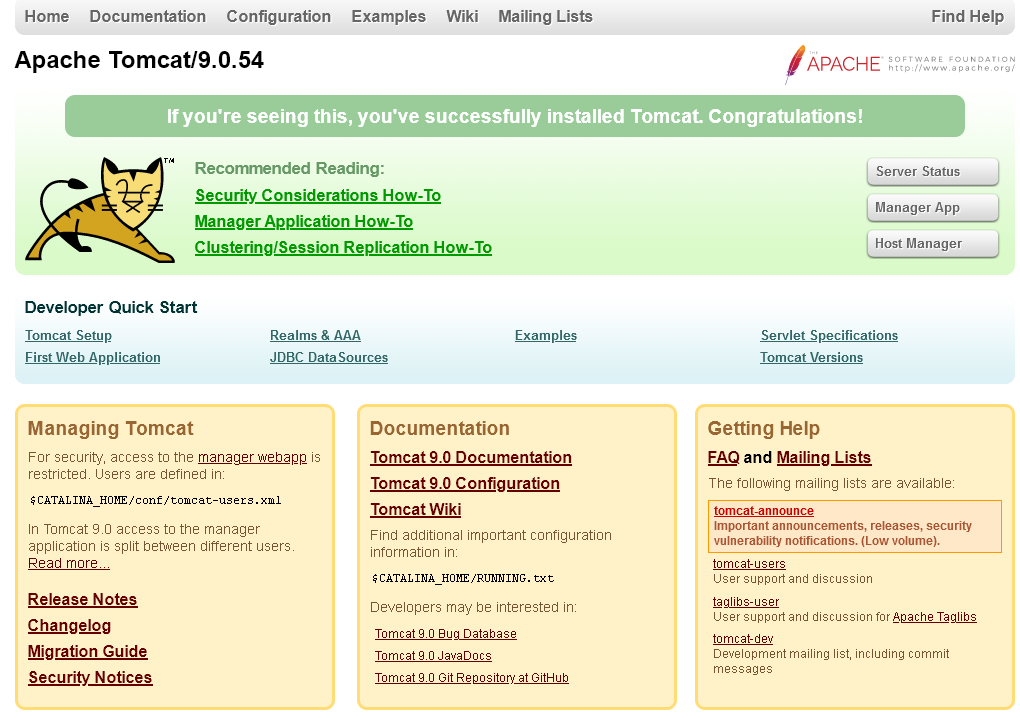 Home Documentation Configuration Examples Wiki Mailing Lists Find Help
Apache Tomcat/9.0.54
THE APACHE® SOFTWARE FOUNDATION
http://www.apache.org/
If you're seeing this, you've successfully installed Tomcat. Congratulations!
TM
Recommended Reading:
Security Considerations How-To
Manager Application How-To
Clustering/Session Replication How-To
Server Status
Manager App
Host Manager
Developer Quick Start
Tomcat Setup
First Web Application
Realms & AAA
JDBC DataSources
Examples
Servlet Specifications
Tomcat Versions
Managing Tomcat
For security, access to the manager webapp is
restricted. Users are defined in:
$CATALINA_HOME/conf/tomcat-users.xml
In Tomcat 9.0 access to the manager
application is split between different users.
Read more...
Release Notes
Changelog
Migration Guide
Security Notices
Documentation
Tomcat 9.0 Documentation
Tomcat 9.0 Configuration
Tomcat Wiki
Find additional important configuration
information in:
$CATALINA_HOME/RUNNING.txt
Developers may be interested in:
Tomcat 9.0 Bug Database
Tomcat 9.0 JavaDocs
Tomcat 9.0 Git Repository at GitHub
Getting Help
FAQ and Mailing Lists
The following mailing lists are available:
tomcat-announce
Important announcements, releases, security
vulnerability notifications. (Low volume).
tomcat-users
User support and discussion
taglibs-user
User support and discussion for Apache Taglibs
tomcat-dev
Development mailing list, including commit
messages